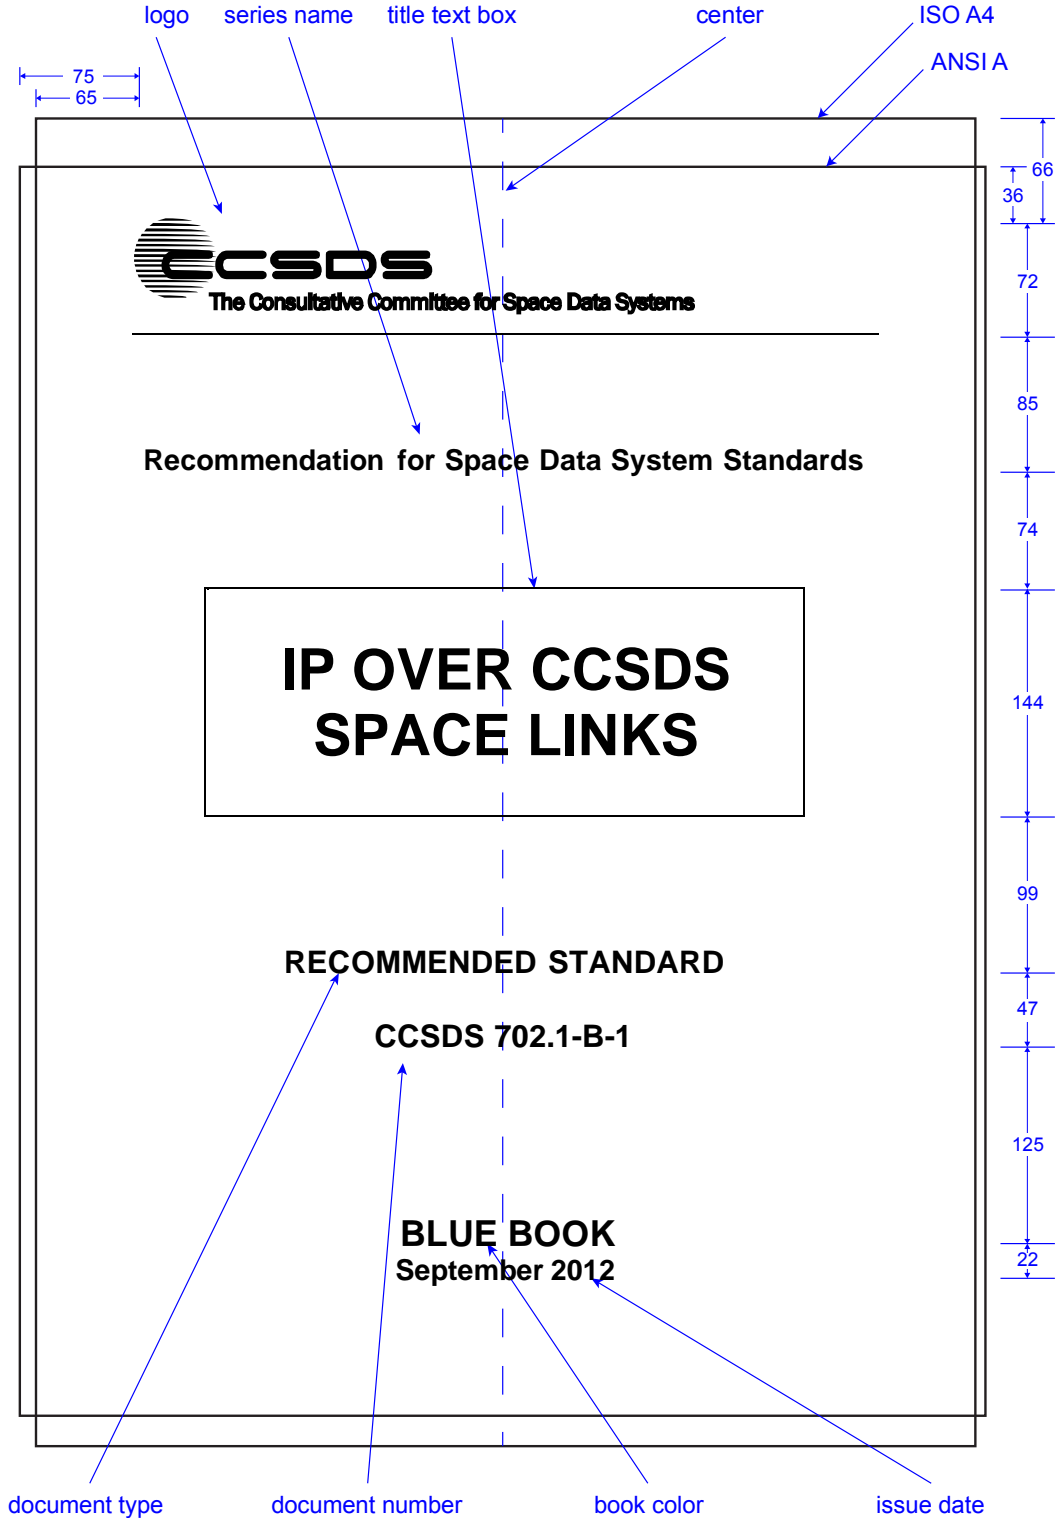 logo series name title text box center ISO A4
ANSI A
75
65
66
36
CCSDS
72
The Consultative Committee for Space Data Systems
85
Recommendation for Space Data System Standards
74
IP OVER CCSDS
144
SPACE LINKS
99
RECOMMENDED STANDARD
47
CCSDS 702.1-B-1
125
BLUE BOOK
22
September 2012
document type document number book color issue date